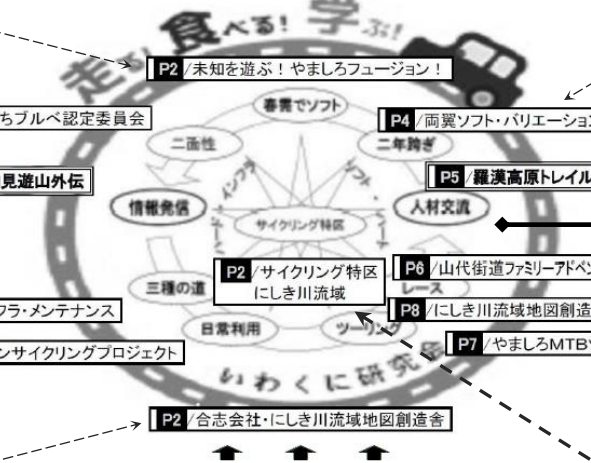 走る! 食べる! 学ぶ!
P2/未知を遊ぶ!やましろフュージョン!
春雲でソフト
ちブルベ認定委員会
P4/両翼ソフト・バリエーション
二面性
二年跨ぎ
見遊山外伝
P5/羅漢高原トレイル
インフラ
ソフト・
情報発信
人材交流
サイクリング特区
P2/サイクリング特区
にしき川流域
P6/山代街道ファミリーアドベン
三種の道
レース
フラ・メンテナンス
P8/にしき川流域地図創造
日常利用
ツーリング
P7/やましろMTB
ンサイクリングプロジェクト
いわくに研究会
P2/合志会社・にしき川流域地図創造舎